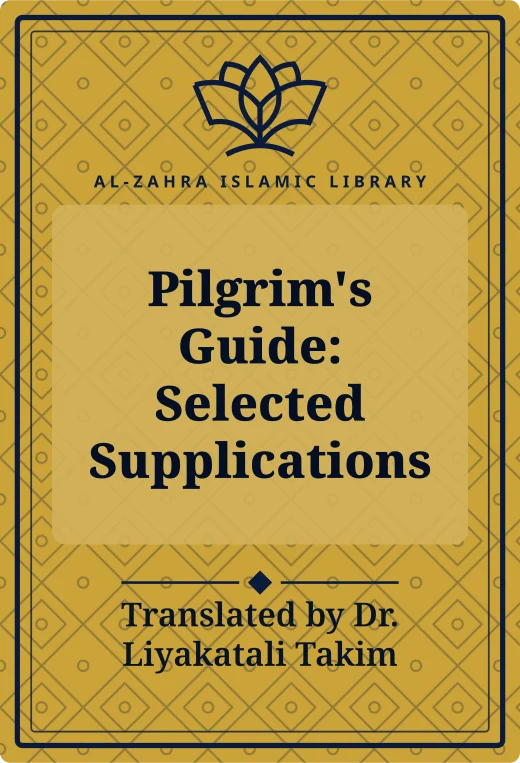 AL-ZAHRA ISLAMIC LIBRARY
Pilgrim's
Guide:
Selected
Supplications
Translated by Dr.
Liyakatali Takim